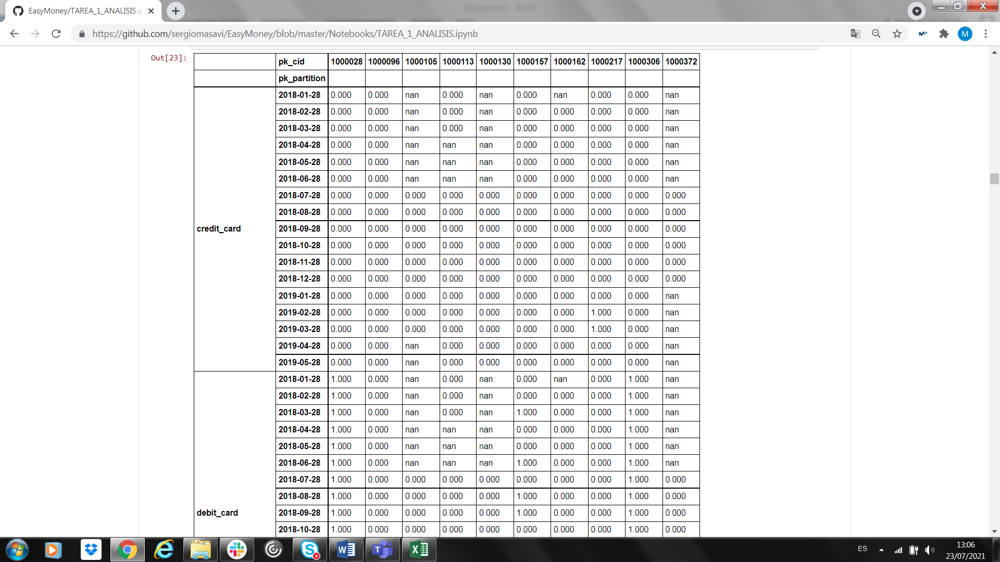 EasyMoney/TAREA_1_ANALISIS.ip
https://github.com/sergiomasavi/EasyMoney/blob/master/Notebooks/TAREA_1_ANALISIS.ipynb
M
Out[23]:
pk_cid 1000028 1000096 1000105 1000113 1000130 1000157 1000162 1000217 1000306 1000372
pk_partition
2018-01-28 0.000 0.000 nan 0.000 nan 0.000 nan 0.000 0.000 nan
2018-02-28 0.000 0.000 nan 0.000 nan 0.000 0.000 0.000 0.000 nan
2018-03-28 0.000 0.000 nan 0.000 nan 0.000 0.000 0.000 0.000 nan
2018-04-28 0.000 0.000 nan nan nan 0.000 0.000 0.000 0.000 nan
2018-05-28 0.000 0.000 nan nan nan 0.000 0.000 0.000 0.000 nan
2018-06-28 0.000 0.000 nan nan nan 0.000 0.000 0.000 0.000 nan
2018-07-28 0.000 0.000 0.000 0.000 0.000 0.000 0.000 0.000 0.000 0.000
2018-08-28 0.000 0.000 0.000 0.000 0.000 0.000 0.000 0.000 0.000 0.000
credit_card 2018-09-28 0.000 0.000 0.000 0.000 0.000 0.000 0.000 0.000 0.000 0.000
2018-10-28 0.000 0.000 0.000 0.000 0.000 0.000 0.000 0.000 0.000 0.000
2018-11-28 0.000 0.000 0.000 0.000 0.000 0.000 0.000 0.000 0.000 0.000
2018-12-28 0.000 0.000 0.000 0.000 0.000 0.000 0.000 0.000 0.000 0.000
2019-01-28 0.000 0.000 0.000 0.000 0.000 0.000 0.000 0.000 0.000 nan
2019-02-28 0.000 0.000 0.000 0.000 0.000 0.000 0.000 1.000 0.000 nan
2019-03-28 0.000 0.000 0.000 0.000 0.000 0.000 0.000 1.000 0.000 nan
2019-04-28 0.000 0.000 nan 0.000 0.000 0.000 0.000 0.000 0.000 nan
2019-05-28 0.000 0.000 nan 0.000 0.000 0.000 0.000 0.000 0.000 nan
2018-01-28 1.000 0.000 nan 0.000 nan 0.000 nan 0.000 1.000 nan
2018-02-28 1.000 0.000 nan 0.000 nan 0.000 0.000 0.000 1.000 nan
2018-03-28 1.000 0.000 nan 0.000 nan 1.000 0.000 0.000 1.000 nan
2018-04-28 1.000 0.000 nan nan nan 0.000 0.000 0.000 1.000 nan
2018-05-28 1.000 0.000 nan nan nan 0.000 0.000 0.000 1.000 nan
2018-06-28 1.000 0.000 nan nan nan 1.000 0.000 0.000 1.000 nan
2018-07-28 1.000 0.000 0.000 0.000 0.000 0.000 0.000 0.000 1.000 0.000
2018-08-28 1.000 0.000 0.000 0.000 0.000 1.000 0.000 0.000 1.000 0.000
debit_card 2018-09-28 1.000 0.000 0.000 0.000 0.000 1.000 0.000 0.000 1.000 0.000
2018-10-28 1.000 0.000 0.000 0.000 0.000 0.000 0.000 0.000 1.000 0.000
ES
13:06
23/07/2021